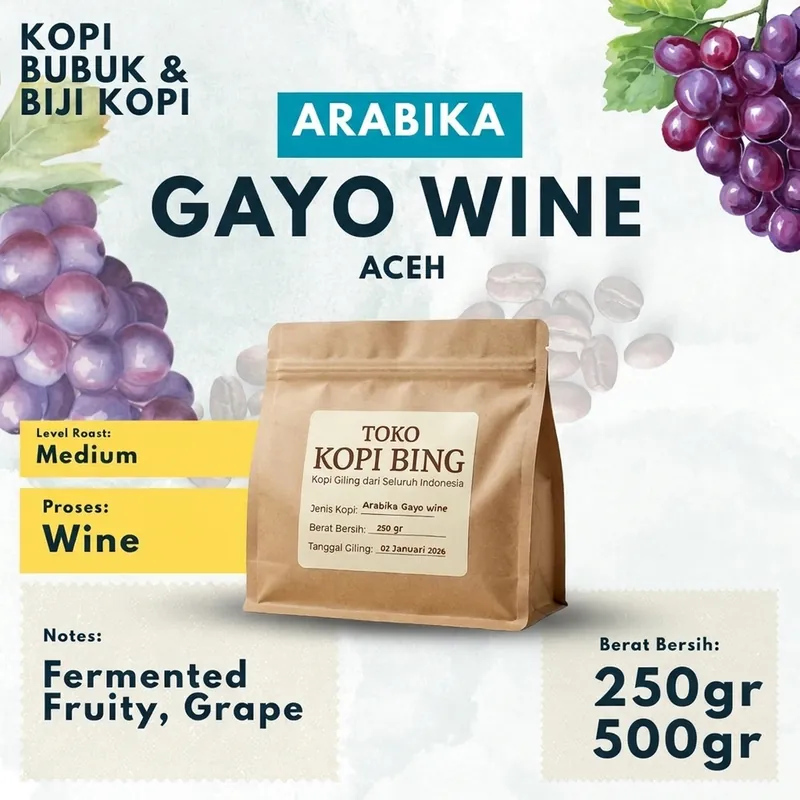 KOPI
BUBUK &
BIJI KOPI
ARABIKA
GAYO WINE
ACEH
Level Roast:
Medium
Proses:
Wine
TOKO
KOPI BING
Kopi Giling dari Seluruh Indonesia
Jenis Kopi: Arabika Gayo wine
Berat Bersih: 250 gr
Tanggal Giling: 02 Januari 2026
Notes:
Fermented
Fruity, Grape
Berat Bersih:
250gr
500gr